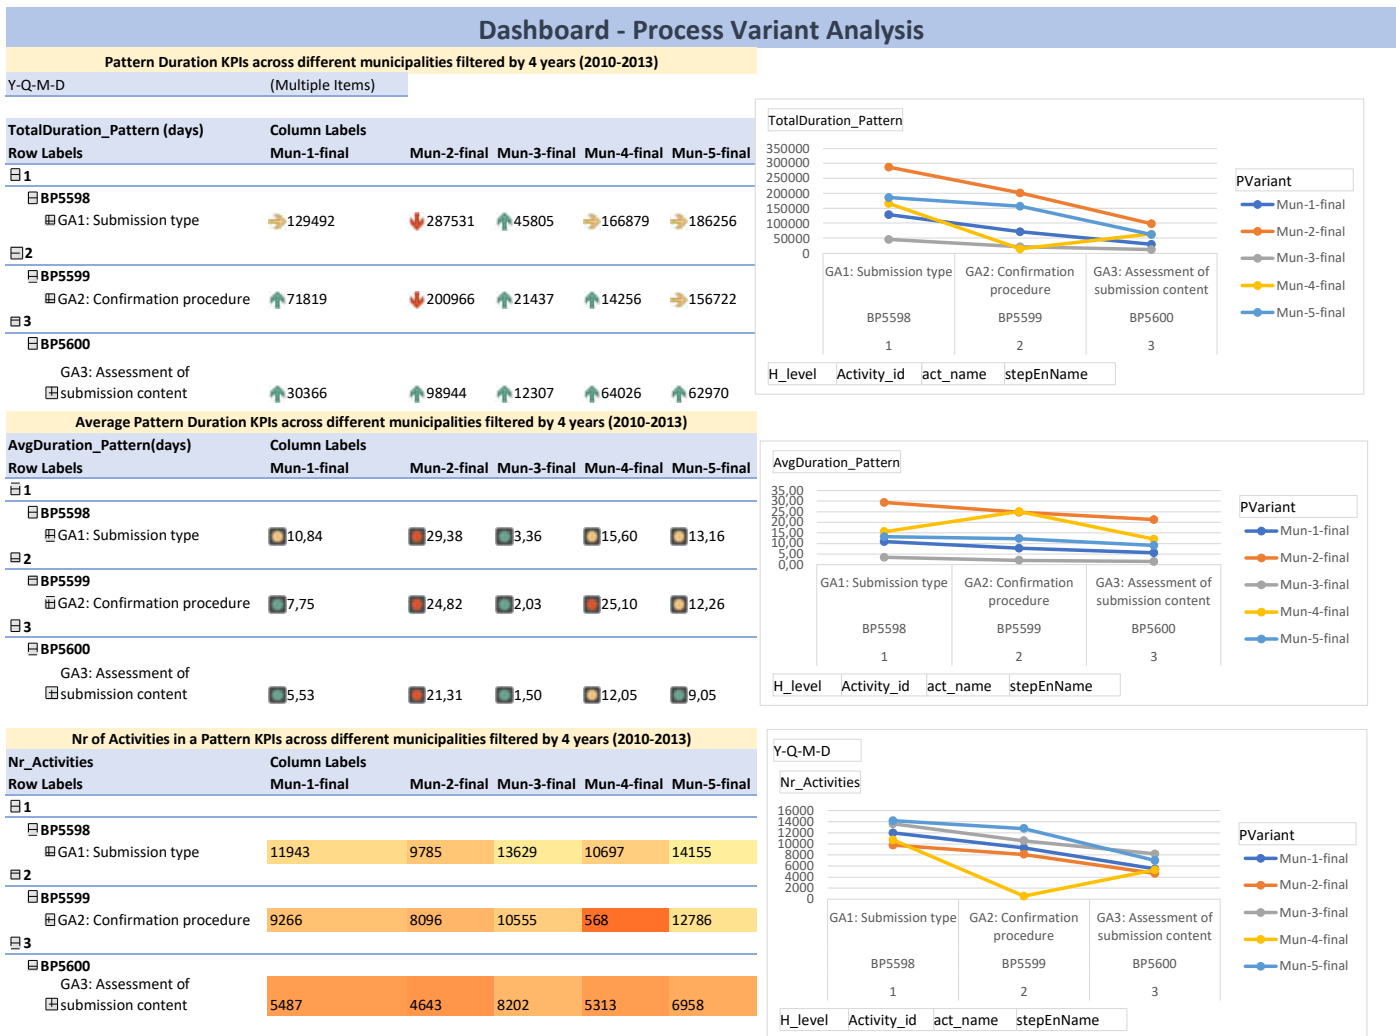 Dashboard - Process Variant Analysis
Pattern Duration KPIs across different municipalities filtered by 4 years (2010-2013)
Y-Q-M-D (Multiple Items)
TotalDuration_Pattern (days) Column Labels
Row Labels Mun-1-final Mun-2-final Mun-3-final Mun-4-final Mun-5-final
1
BP5598
GA1: Submission type 129492 287531 45805 166879 186256
2
BP5599
GA2: Confirmation procedure 71819 200966 21437 14256 156722
3
BP5600
GA3: Assessment of
submission content 30366 98944 12307 64026 62970
TotalDuration_Pattern
350000
300000
250000
200000
150000
100000
50000
0
GA1: Submission type GA2: Confirmation GA3: Assessment of
procedure submission content
BP5598 BP5599 BP5600
1 2 3
H_level Activity_id act_name stepEnName
PVariant
Mun-1-final
Mun-2-final
Mun-3-final
Mun-4-final
Mun-5-final
Average Pattern Duration KPIs across different municipalities filtered by 4 years (2010-2013)
AvgDuration_Pattern(days) Column Labels
Row Labels Mun-1-final Mun-2-final Mun-3-final Mun-4-final Mun-5-final
1
BP5598
GA1: Submission type 10,84 29,38 3,36 15,60 13,16
2
BP5599
GA2: Confirmation procedure 7,75 24,82 2,03 25,10 12,26
3
BP5600
GA3: Assessment of
submission content 5,53 21,31 1,50 12,05 9,05
AvgDuration_Pattern
35,00
30,00
25,00
20,00
15,00
10,00
5,00
0,00
GA1: Submission type GA2: Confirmation GA3: Assessment of
procedure submission content
BP5598 BP5599 BP5600
1 2 3
H_level Activity_id act_name stepEnName
PVariant
Mun-1-final
Mun-2-final
Mun-3-final
Mun-4-final
Mun-5-final
Nr of Activities in a Pattern KPIs across different municipalities filtered by 4 years (2010-2013)
Nr_Activities Column Labels
Row Labels Mun-1-final Mun-2-final Mun-3-final Mun-4-final Mun-5-final
1
BP5598
GA1: Submission type 11943 9785 13629 10697 14155
2
BP5599
GA2: Confirmation procedure 9266 8096 10555 568 12786
3
BP5600
GA3: Assessment of
submission content 5487 4643 8202 5313 6958
Y-Q-M-D
Nr_Activities
16000
14000
12000
10000
8000
6000
4000
2000
0
GA1: Submission type GA2: Confirmation GA3: Assessment of
procedure submission content
BP5598 BP5599 BP5600
1 2 3
H_level Activity_id act_name stepEnName
PVariant
Mun-1-final
Mun-2-final
Mun-3-final
Mun-4-final
Mun-5-final